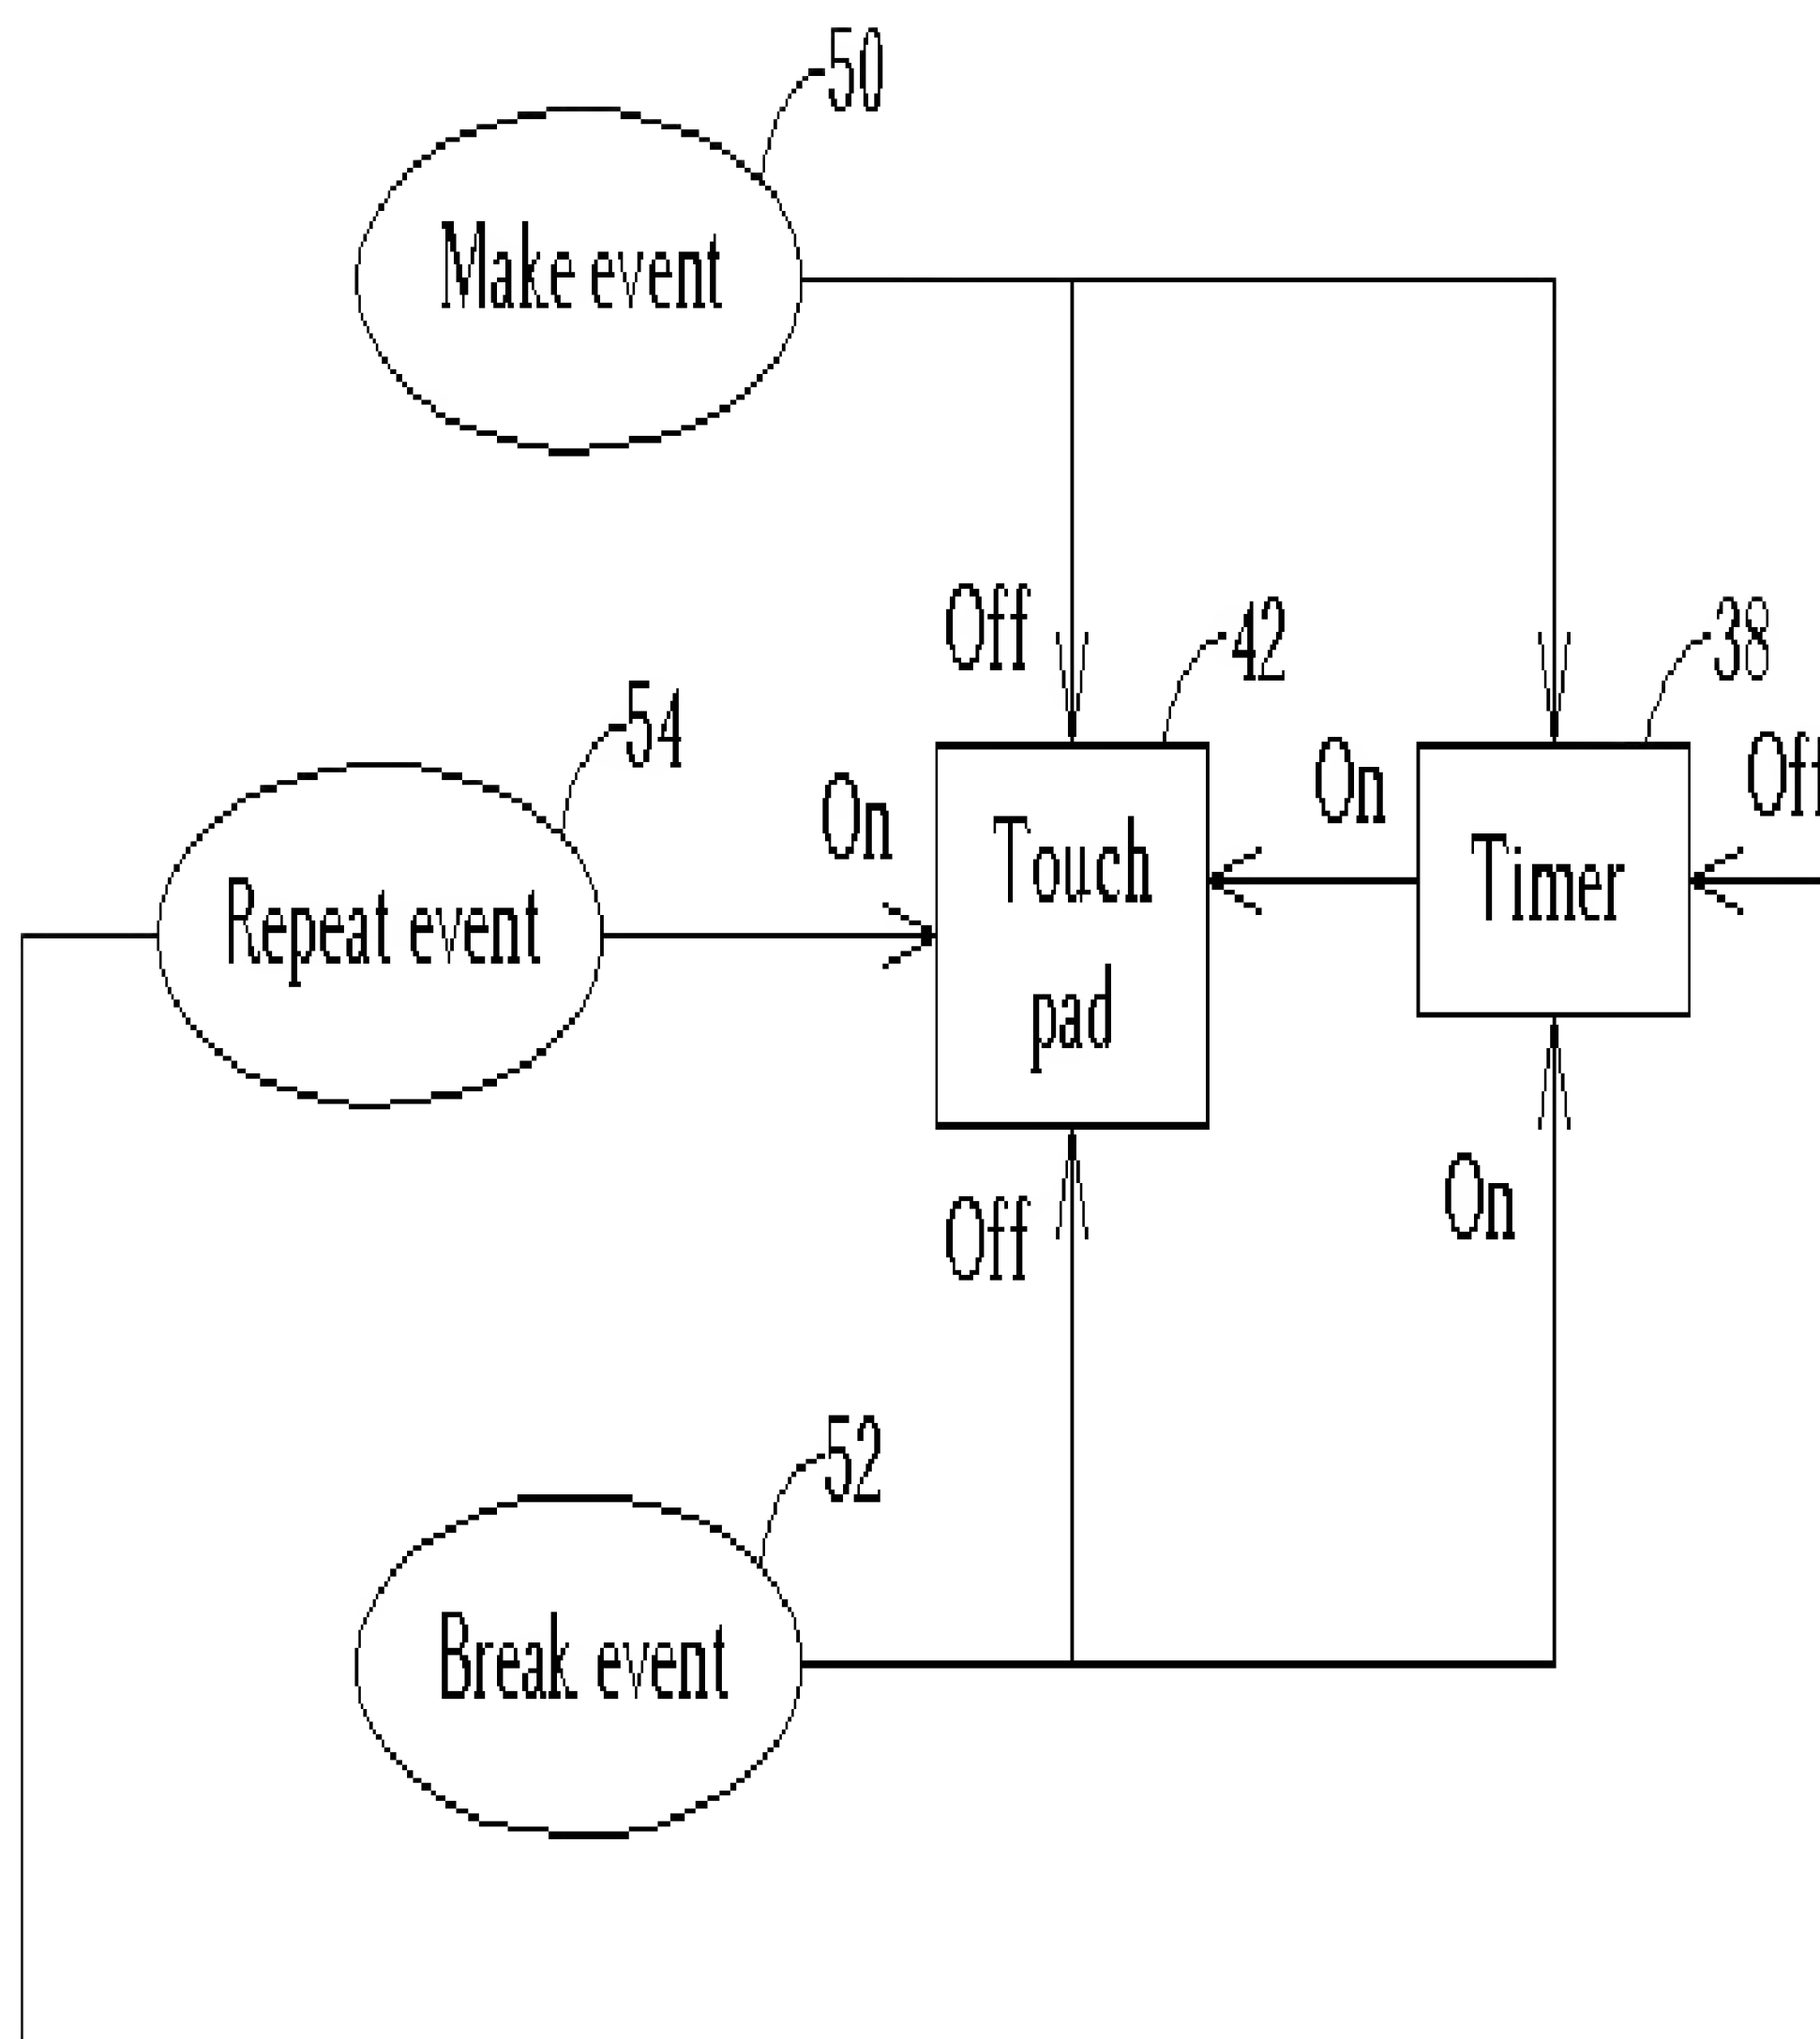 50
Make event
Off
42
38
54
On
On
Off
Touch
pad
Timer
Repeat event
Off
On
52
Break event